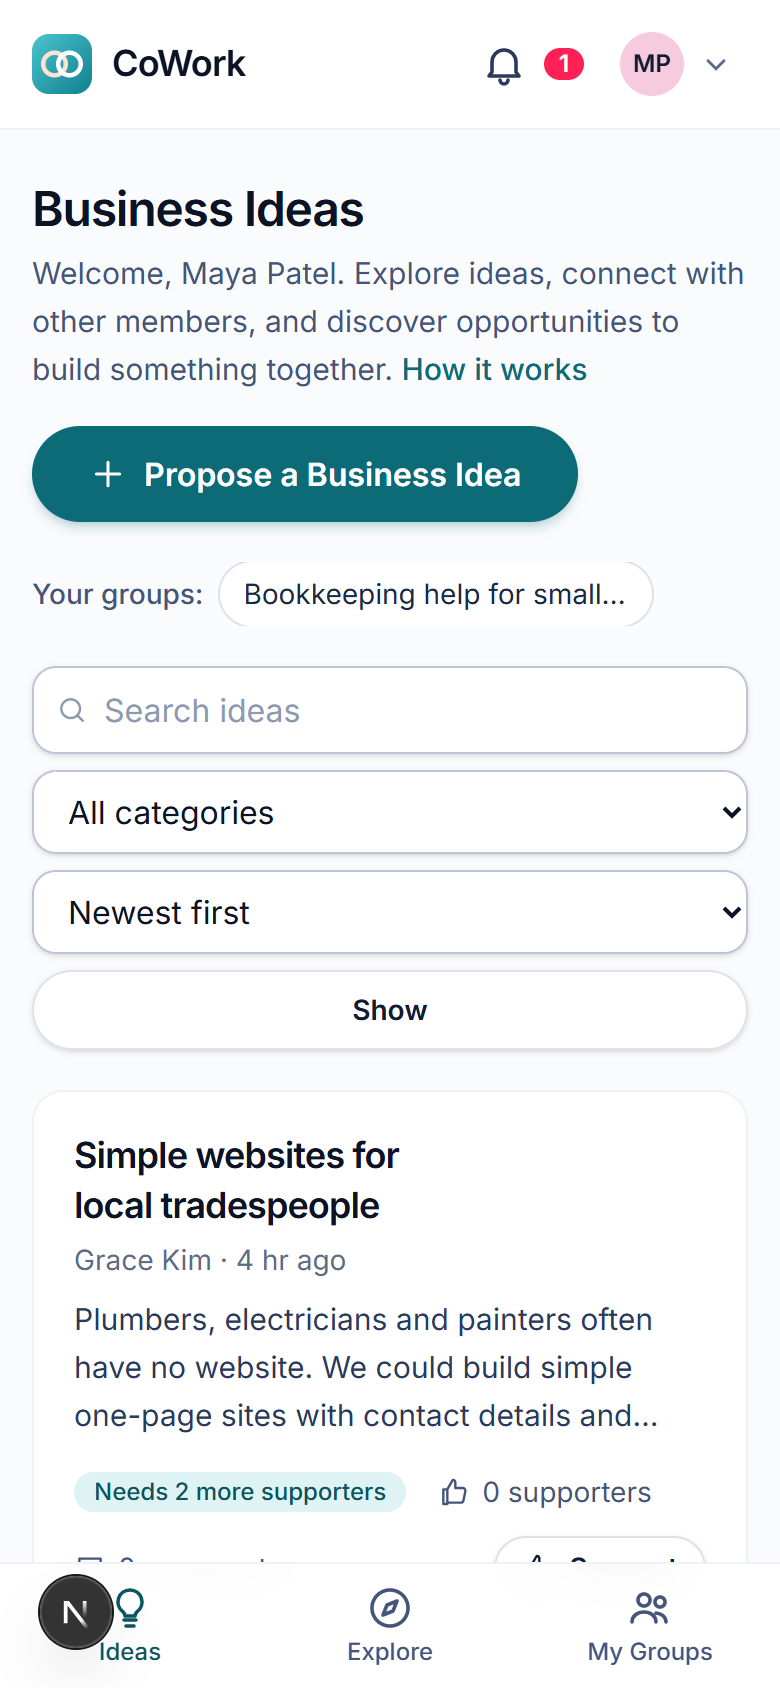 CoWork
1
MP
Business Ideas
Welcome, Maya Patel. Explore ideas, connect with
other members, and discover opportunities to
build something together. How it works
Propose a Business Idea
Your groups: Bookkeeping help for small...
Search ideas
All categories
Newest first
Show
Simple websites for
local tradespeople
Grace Kim · 4 hr ago
Plumbers, electricians and painters often
have no website. We could build simple
one-page sites with contact details and...
Needs 2 more supporters
0 supporters
N
Ideas
Explore
My Groups